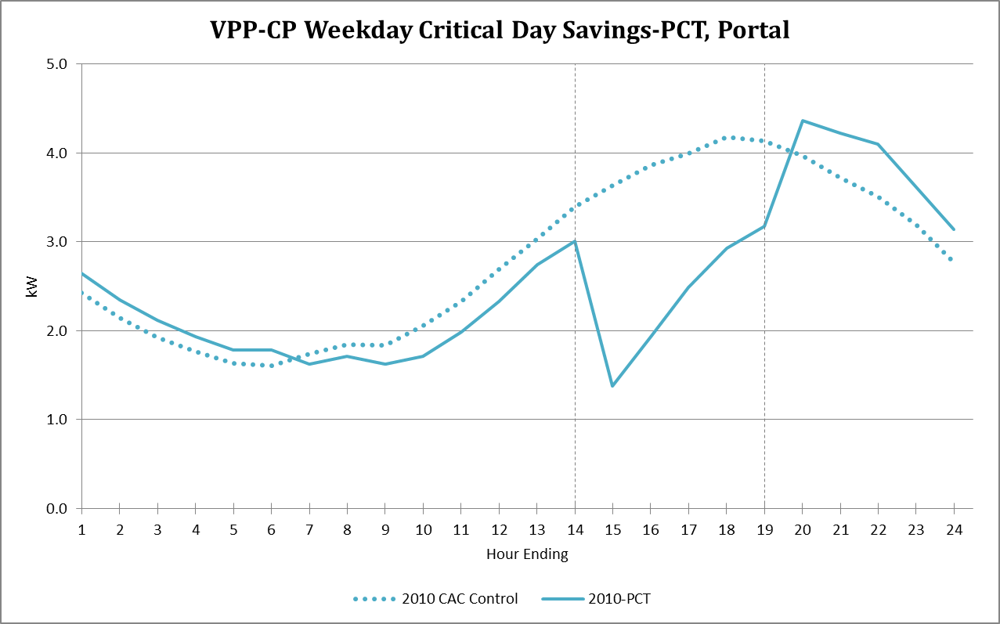 VPP-CP Weekday Critical Day Savings-PCT, Portal
5.0
4.0
3.0
2.0
1.0
0.0
kW
1 2 3 4 5 6 7 8 9 10 11 12 13 14 15 16 17 18 19 20 21 22 23 24
Hour Ending
2010 CAC Control 2010-PCT